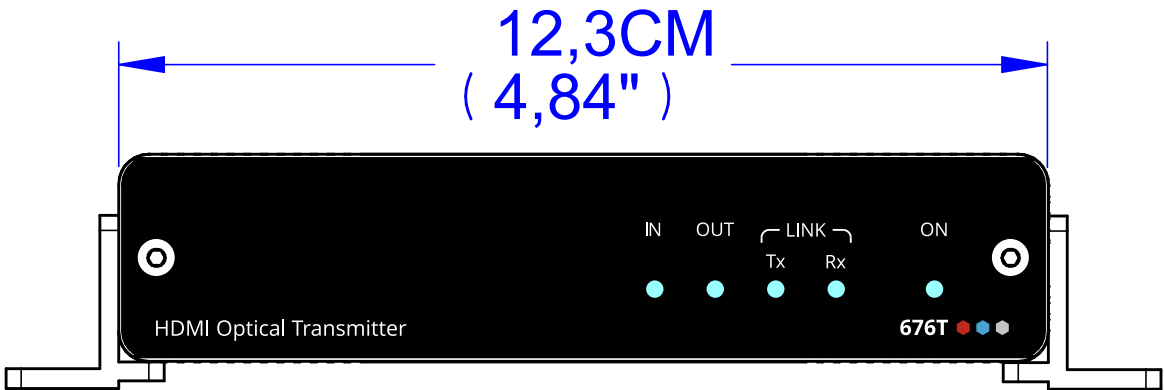 12,3CM
( 4,84" )
IN OUT LINK ON
Tx Rx
HDMI Optical Transmitter 676T